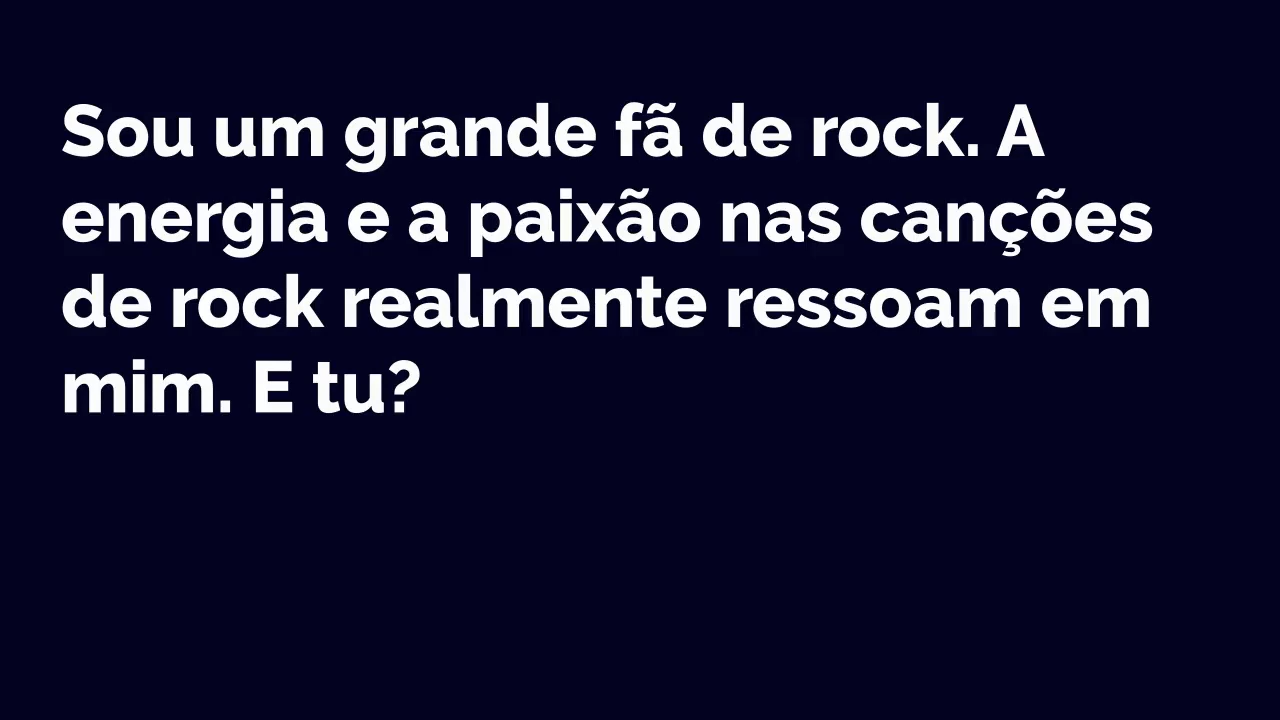 Sou um grande fã de rock. A
energia e a paixão nas canções
de rock realmente ressoam em
mim. E tu?